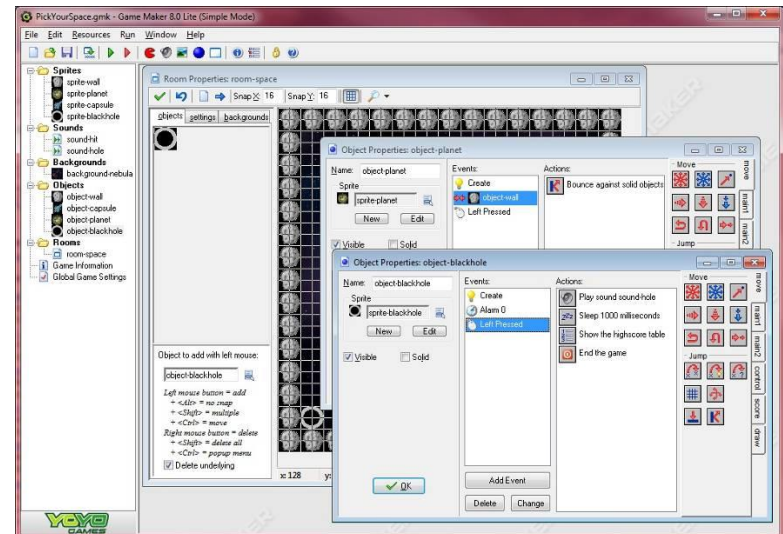 PickYourSpace.gmk - Game Maker 8.0 Lite (Simple Mode)
File Edit Resources Run Window Help
Sprites
sprite-wall
sprite-planet
sprite-capsule
sprite-blackhole
Sounds
sound-hit
sound-hole
Backgrounds
background-nebula
Objects
object-wall
object-capsule
object-planet
object-blackhole
Rooms
room-space
Game Information
Global Game Settings
YOYO
GAMES
Room Properties: room-space
Snap X: 16 Snap Y: 16
objects settings backgrounds
Object to add with left mouse:
object-blackhole
Left mouse button = add
+ <Alt> = no snap
+ <Shift> = multiple
+ <Ctrl> = move
Right mouse button = delete
+ <Shift> = delete all
+ <Ctrl> = popup menu
Delete underlying
x: 128 y:
Object Properties: object-planet
Name: object-planet
Sprite
sprite-planet
New Edit
Visible Solid
Events:
Create
object-wall
Left Pressed
Actions:
Bounce against solid objects
Move
Jump
move
main1
main2
Object Properties: object-blackhole
Name: object-blackhole
Sprite
sprite-blackhole
New Edit
Visible Solid
OK
Events:
Create
Alarm 0
Left Pressed
Add Event
Delete Change
Actions:
Play sound sound-hole
Sleep 1000 milliseconds
Show the highscore table
End the game
Move
Jump
move
main1
main2
control
score
draw